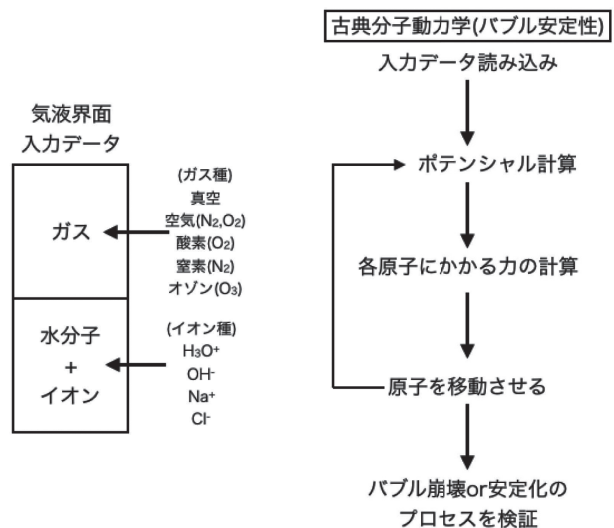 気液界面
入力データ
ガス
(ガス種)
真空
空気(N₂,O₂)
酸素(O₂)
窒素(N₂)
オゾン(O₃)
水分子
+
イオン
(イオン種)
H₃O⁺
OH⁻
Na⁺
Cl⁻
古典分子動力学(バブル安定性)
入力データ読み込み
ポテンシャル計算
各原子にかかる力の計算
原子を移動させる
バブル崩壊or安定化の
プロセスを検証